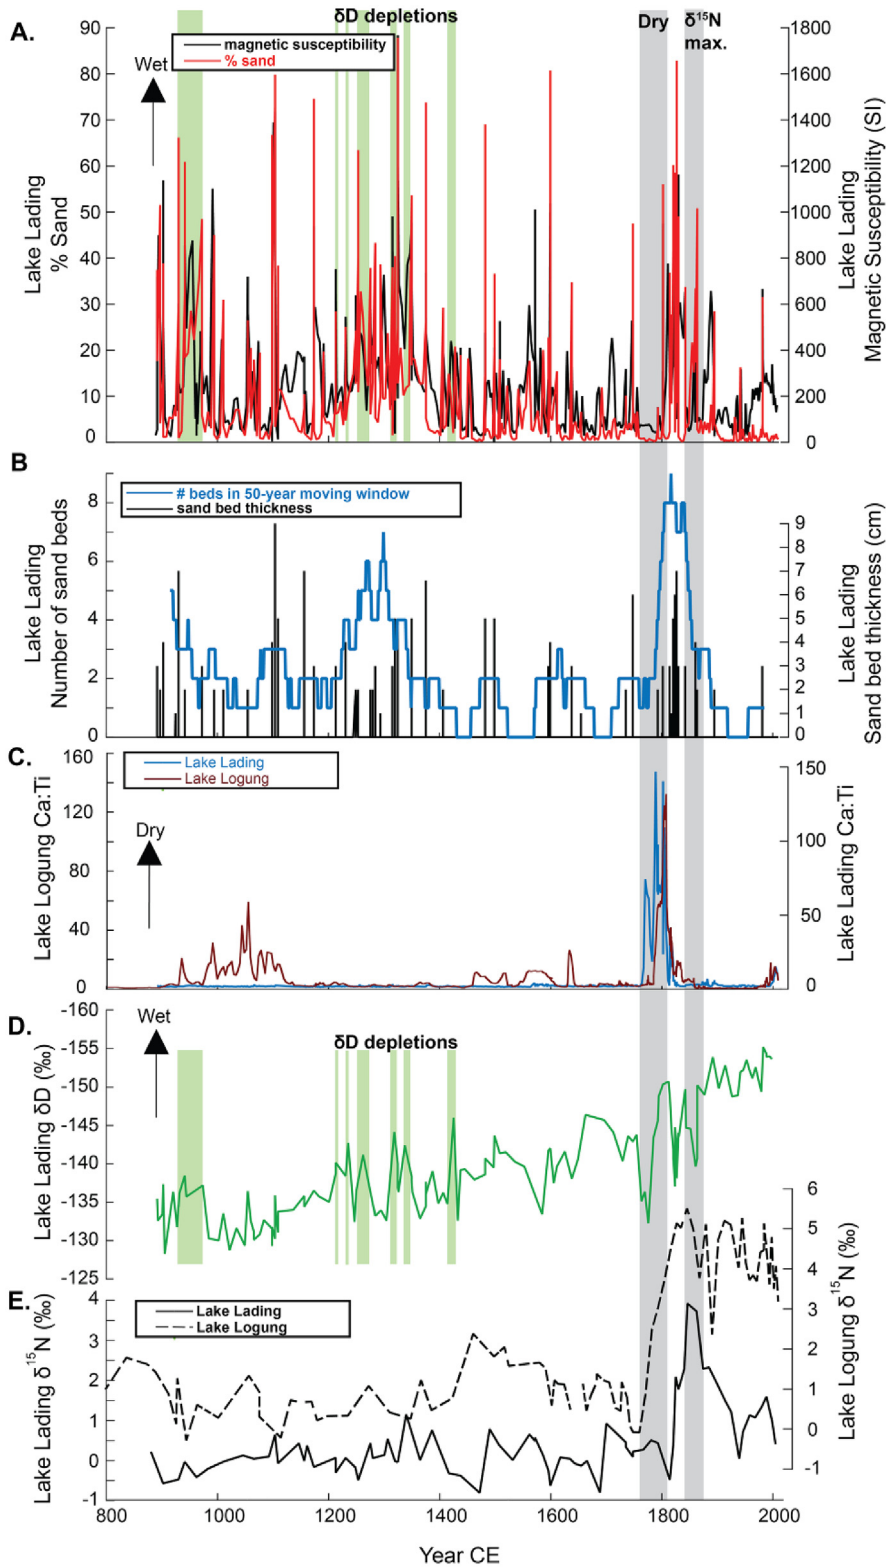 A.
δD depletions
Dry
δ¹⁵N
max.
magnetic susceptibility
% sand
Wet
Lake Lading
% Sand
90
80
70
60
50
40
30
20
10
0
1800
1600
1400
1200
1000
800
600
400
200
0
Lake Lading
Magnetic Susceptibility (SI)
B
# beds in 50-year moving window
sand bed thickness
Lake Lading
Number of sand beds
8
6
4
2
0
9
8
7
6
5
4
3
2
1
0
Lake Lading
Sand bed thickness (cm)
C.
Lake Lading
Lake Logung
Dry
Lake Logung Ca:Ti
160
120
80
40
0
150
100
50
0
Lake Lading Ca:Ti
D.
Wet
δD depletions
Lake Lading δD (‰)
-160
-155
-150
-145
-140
-135
-130
-125
E.
Lake Lading
Lake Logung
Lake Lading δ¹⁵N (‰)
4
3
2
1
0
-1
6
5
4
3
2
1
0
-1
Lake Logung δ¹⁵N (‰)
800
1000
1200
1400
1600
1800
2000
Year CE